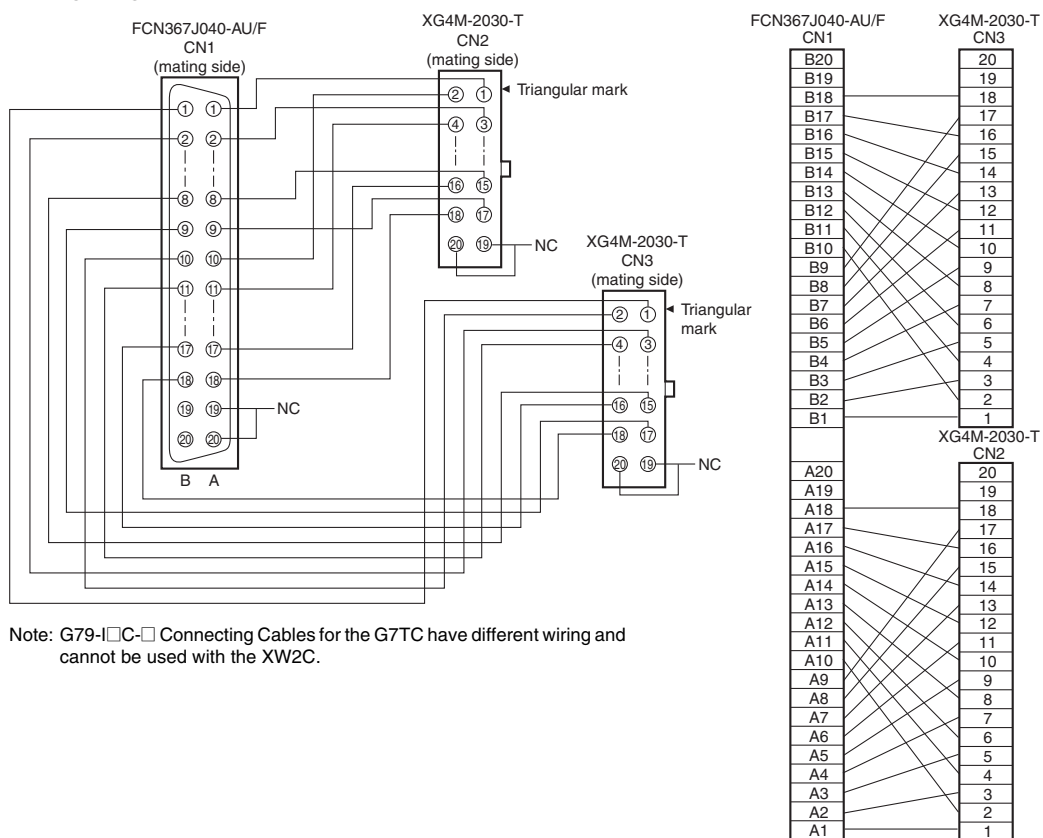 FCN367J040-AU/F
CN1
(mating side)
XG4M-2030-T
CN2
(mating side)
Triangular mark
1 1
2 2
8 8
9 9
10 10
11 11
17 17
18 18
19 19
20 20
B A
NC
2 1
4 3
16 15
18 17
20 19
NC
XG4M-2030-T
CN3
(mating side)
Triangular
mark
2 1
4 3
16 15
18 17
20 19
NC
Note: G79-I□C-□ Connecting Cables for the G7TC have different wiring and
cannot be used with the XW2C.
FCN367J040-AU/F
CN1
XG4M-2030-T
CN3
B20 20
B19 19
B18 18
B17 17
B16 16
B15 15
B14 14
B13 13
B12 12
B11 11
B10 10
B9 9
B8 8
B7 7
B6 6
B5 5
B4 4
B3 3
B2 2
B1 1
XG4M-2030-T
CN2
A20 20
A19 19
A18 18
A17 17
A16 16
A15 15
A14 14
A13 13
A12 12
A11 11
A10 10
A9 9
A8 8
A7 7
A6 6
A5 5
A4 4
A3 3
A2 2
A1 1